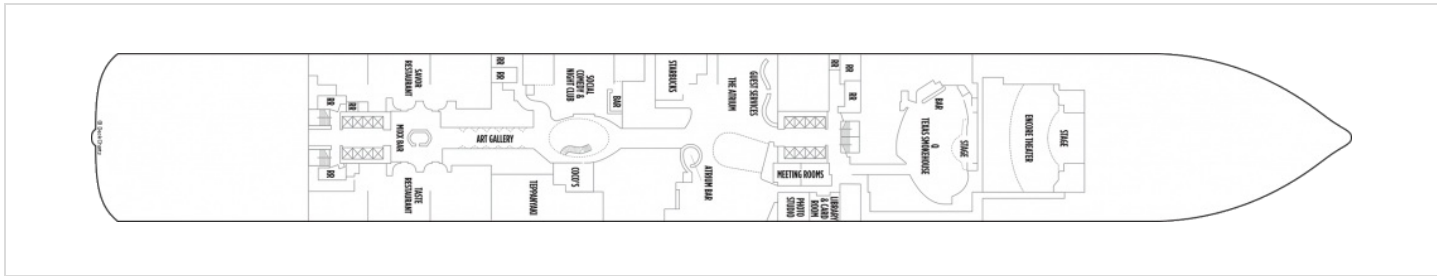 © DeckChartz
RR
RR
RR
RR
SAVOR
RESTAURANT
MIXX BAR
TASTE
RESTAURANT
ART GALLERY
RR
RR
SOCIAL
COMEDY &
NIGHT CLUB
BAR
TEPPANYAKI
COCO'S
STARBUCKS
ATRIUM BAR
GUEST SERVICES
THE ATRIUM
MEETING ROOMS
PHOTO
STUDIO
LIBRARY
& CARD
ROOM
RR
RR
RR
BAR
Q
TEXAS SMOKEHOUSE
STAGE
ENCORE THEATER
STAGE